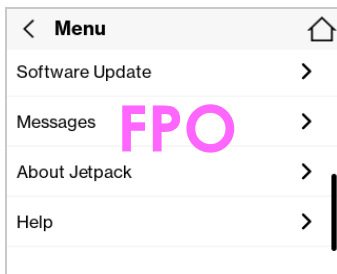 Menu
Software Update
Messages
FPO
About Jetpack
Help